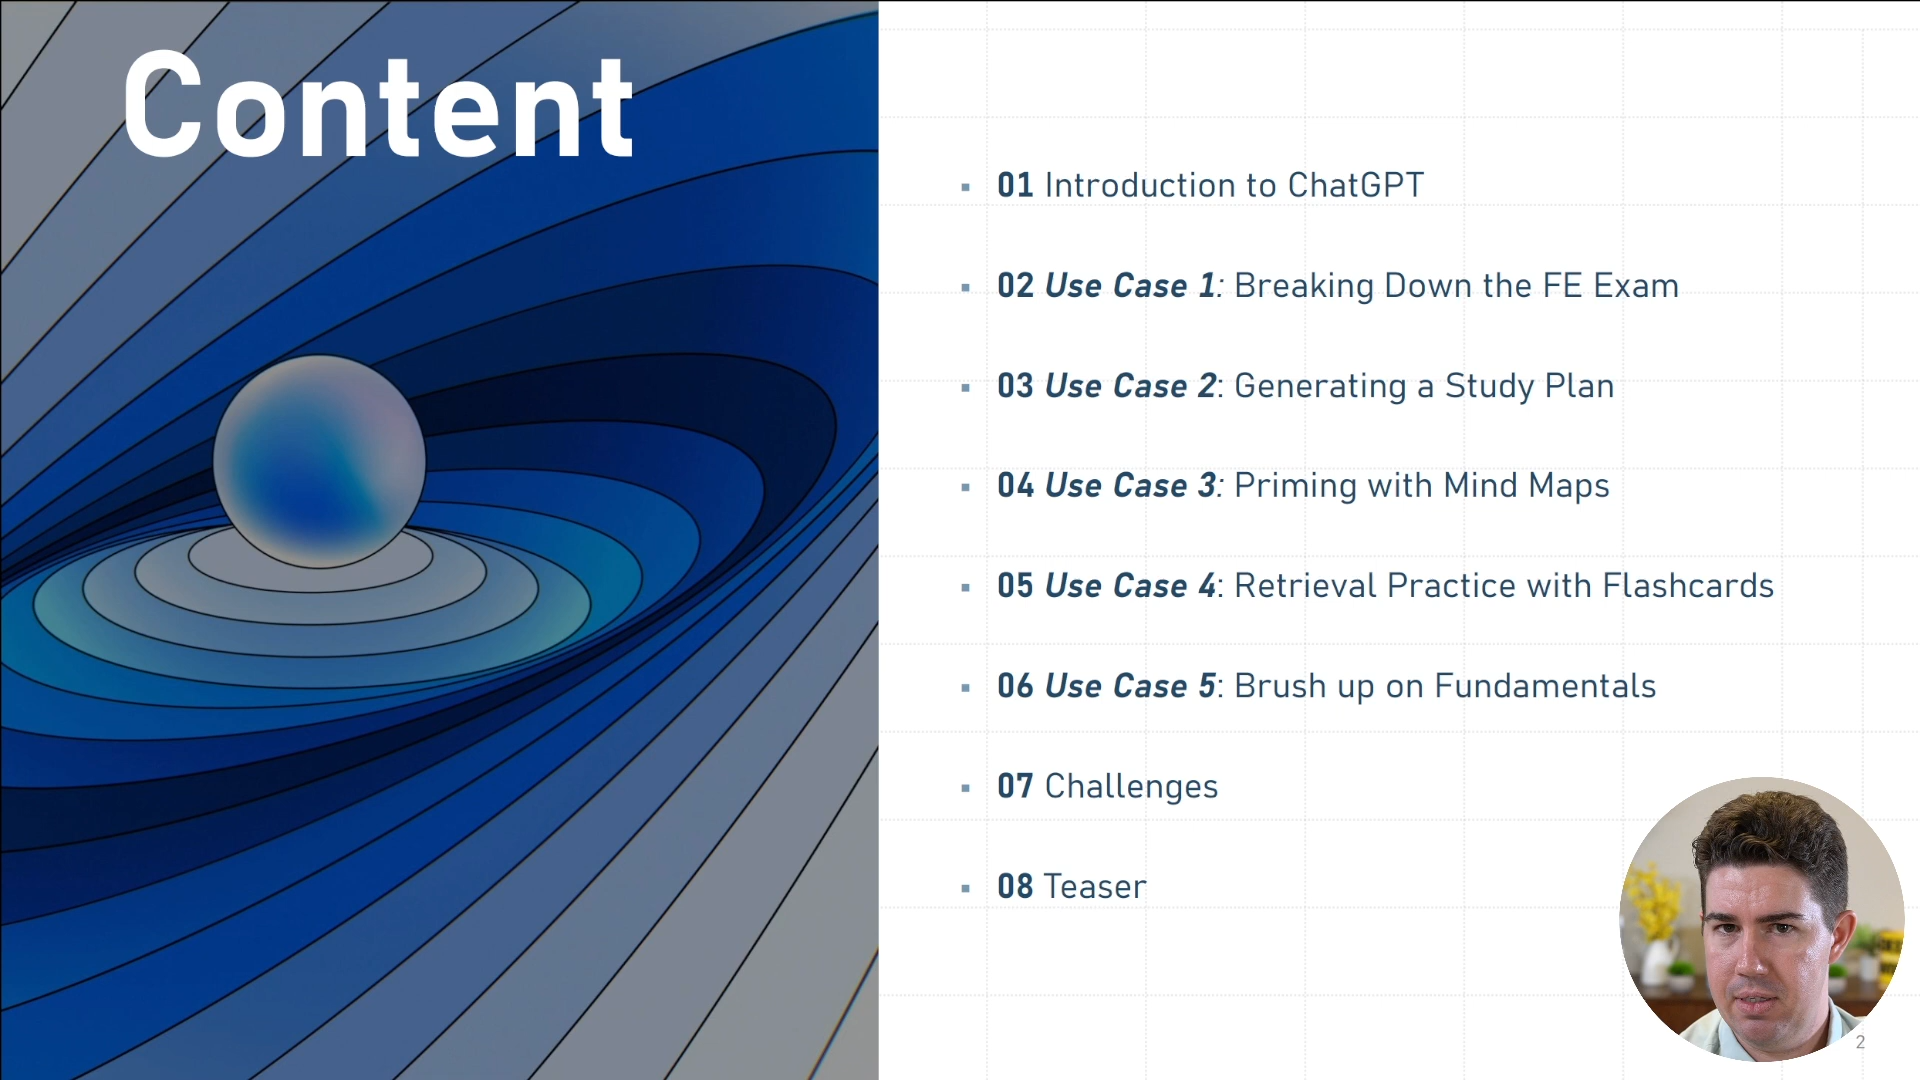 Content
01 Introduction to ChatGPT
02 Use Case 1: Breaking Down the FE Exam
03 Use Case 2: Generating a Study Plan
04 Use Case 3: Priming with Mind Maps
05 Use Case 4: Retrieval Practice with Flashcards
06 Use Case 5: Brush up on Fundamentals
07 Challenges
08 Teaser
2